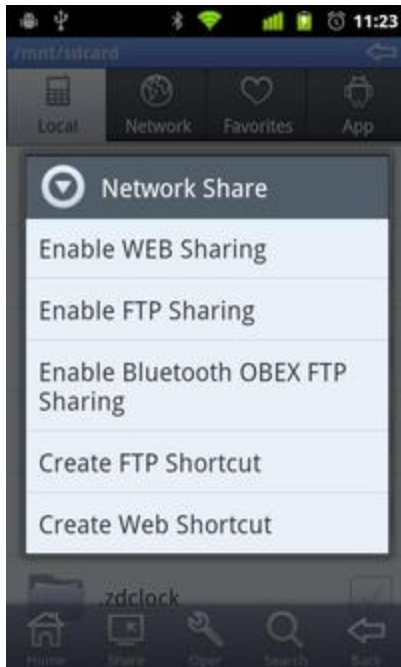 11:23
/mnt/sdcard
Local Network Favorites App
Network Share
Enable WEB Sharing
Enable FTP Sharing
Enable Bluetooth OBEX FTP
Sharing
Create FTP Shortcut
Create Web Shortcut
.zdclock
Home Share Oper Search Back